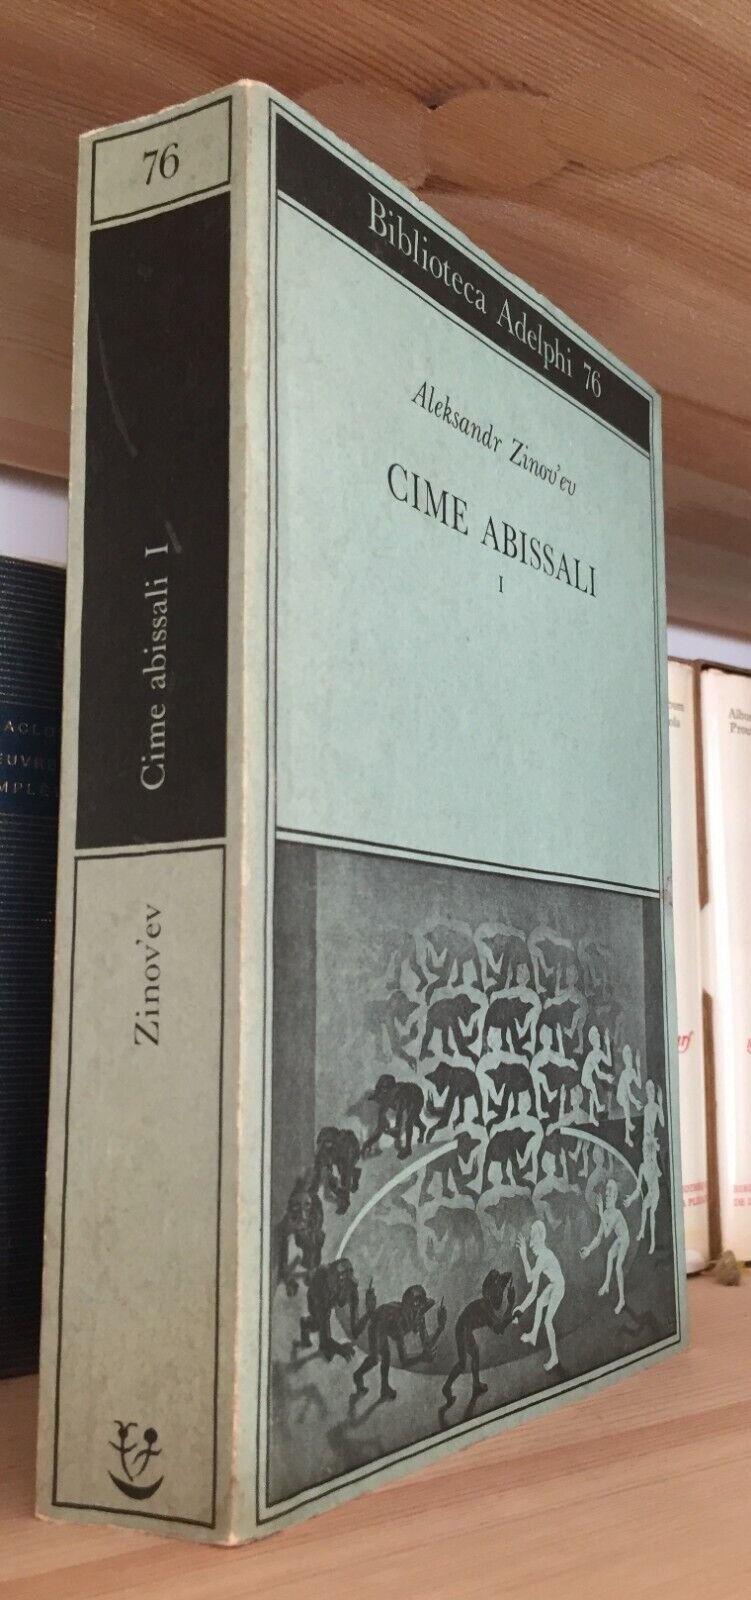 76
Cime abissali I
Zinov'ev
Biblioteca Adelphi 76
Aleksandr Zinov'ev
CIME ABISSALI
I